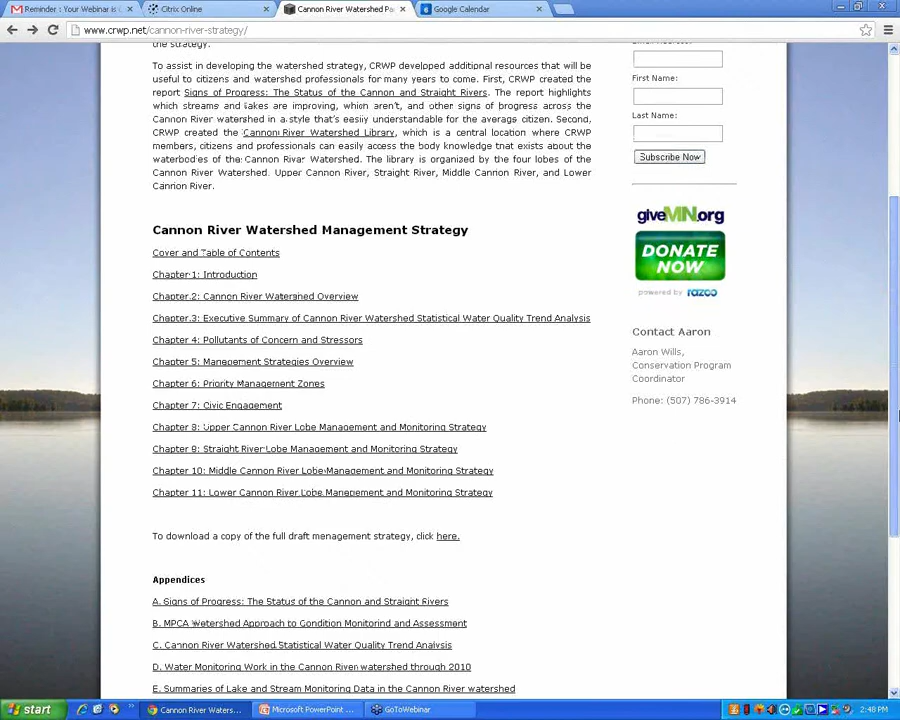 Reminder : Your Webinar is C
Citrix Online
Cannon River Watershed Pa
Google Calendar
www.crwp.net/cannon-river-strategy/
the strategy.
To assist in developing the watershed strategy, CRWP developed additional resources that will be
useful to citizens and watershed professionals for many years to come. First, CRWP created the
report Signs of Progress: The Status of the Cannon and Straight Rivers. The report highlights
which streams and lakes are improving, which aren't, and other signs of progress across the
Cannon River watershed in a style that's easily understandable for the average citizen. Second,
CRWP created the Cannon River Watershed Library, which is a central location where CRWP
members, citizens and professionals can easily access the body knowledge that exists about the
waterbodies of the Cannon River Watershed. The library is organized by the four lobes of the
Cannon River Watershed. Upper Cannon River, Straight River, Middle Cannon River, and Lower
Cannon River.
Cannon River Watershed Management Strategy
Cover and Table of Contents
Chapter 1: Introduction
Chapter 2: Cannon River Watershed Overview
Chapter 3: Executive Summary of Cannon River Watershed Statistical Water Quality Trend Analysis
Chapter 4: Pollutants of Concern and Stressors
Chapter 5: Management Strategies Overview
Chapter 6: Priority Management Zones
Chapter 7: Civic Engagement
Chapter 8: Upper Cannon River Lobe Management and Monitoring Strategy
Chapter 9: Straight River Lobe Management and Monitoring Strategy
Chapter 10: Middle Cannon River Lobe Management and Monitoring Strategy
Chapter 11: Lower Cannon River Lobe Management and Monitoring Strategy
To download a copy of the full draft management strategy, click here.
Appendices
A. Signs of Progress: The Status of the Cannon and Straight Rivers
B. MPCA Watershed Approach to Condition Monitoring and Assessment
C. Cannon River Watershed Statistical Water Quality Trend Analysis
D. Water Monitoring Work in the Cannon River watershed through 2010
E. Summaries of Lake and Stream Monitoring Data in the Cannon River watershed
First Name:
Last Name:
Subscribe Now
giveMN.org
DONATE
NOW
powered by razoo
Contact Aaron
Aaron Wills,
Conservation Program
Coordinator
Phone: (507) 786-3914
start
Cannon River Waters...
Microsoft PowerPoint ...
GoToWebinar
2:48 PM